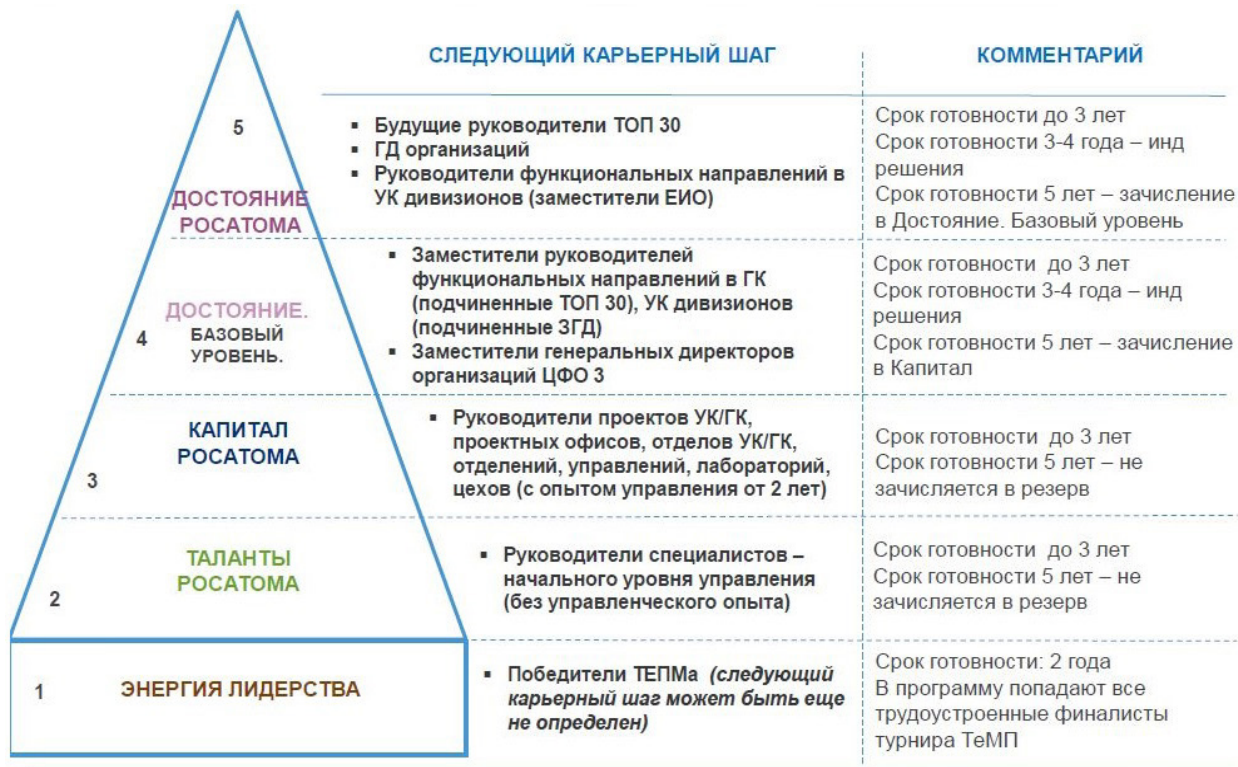 СЛЕДУЮЩИЙ КАРЬЕРНЫЙ ШАГ
КОММЕНТАРИЙ
5
ДОСТОЯНИЕ
РОСАТОМА
▪ Будущие руководители ТОП 30
▪ ГД организаций
▪ Руководители функциональных направлений в
УК дивизионов (заместители ЕИО)
Срок готовности до 3 лет
Срок готовности 3-4 года – инд
решения
Срок готовности 5 лет – зачисление
в Достояние. Базовый уровень
4
ДОСТОЯНИЕ.
БАЗОВЫЙ
УРОВЕНЬ.
▪ Заместители руководителей
функциональных направлений в ГК
(подчиненные ТОП 30), УК дивизионов
(подчиненные ЗГД)
▪ Заместители генеральных директоров
организаций ЦФО 3
Срок готовности до 3 лет
Срок готовности 3-4 года – инд
решения
Срок готовности 5 лет – зачисление
в Капитал
3
КАПИТАЛ
РОСАТОМА
▪ Руководители проектов УК/ГК,
проектных офисов, отделов УК/ГК,
отделений, управлений, лабораторий,
цехов (с опытом управления от 2 лет)
Срок готовности до 3 лет
Срок готовности 5 лет – не
зачисляется в резерв
2
ТАЛАНТЫ
РОСАТОМА
▪ Руководители специалистов –
начального уровня управления
(без управленческого опыта)
Срок готовности до 3 лет
Срок готовности 5 лет – не
зачисляется в резерв
1
ЭНЕРГИЯ ЛИДЕРСТВА
▪ Победители ТЕПМа (следующий
карьерный шаг может быть еще
не определен)
Срок готовности: 2 года
В программу попадают все
трудоустроенные финалисты
турнира ТеМП